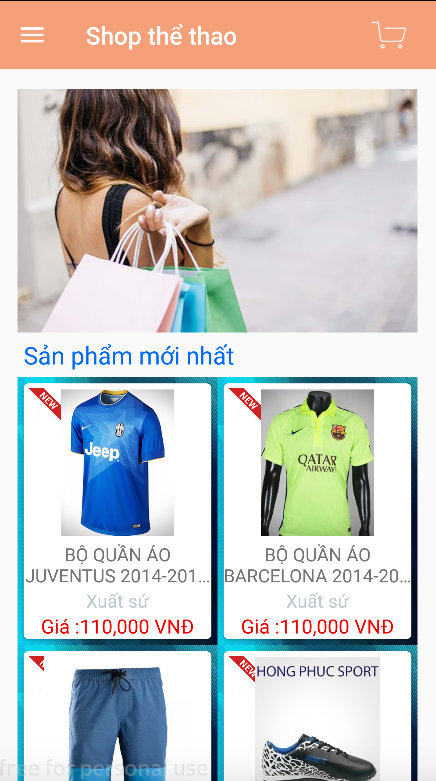 Shop thể thao
Sản phẩm mới nhất
NEW
NEW
Jeep
QATAR
AIRWAYS
BỘ QUẦN ÁO
JUVENTUS 2014-201...
BỘ QUẦN ÁO
BARCELONA 2014-20...
Xuất sứ
Xuất sứ
Giá :110,000 VNĐ
Giá :110,000 VNĐ
NEW
HONG PHUC SPORT
free for personal use